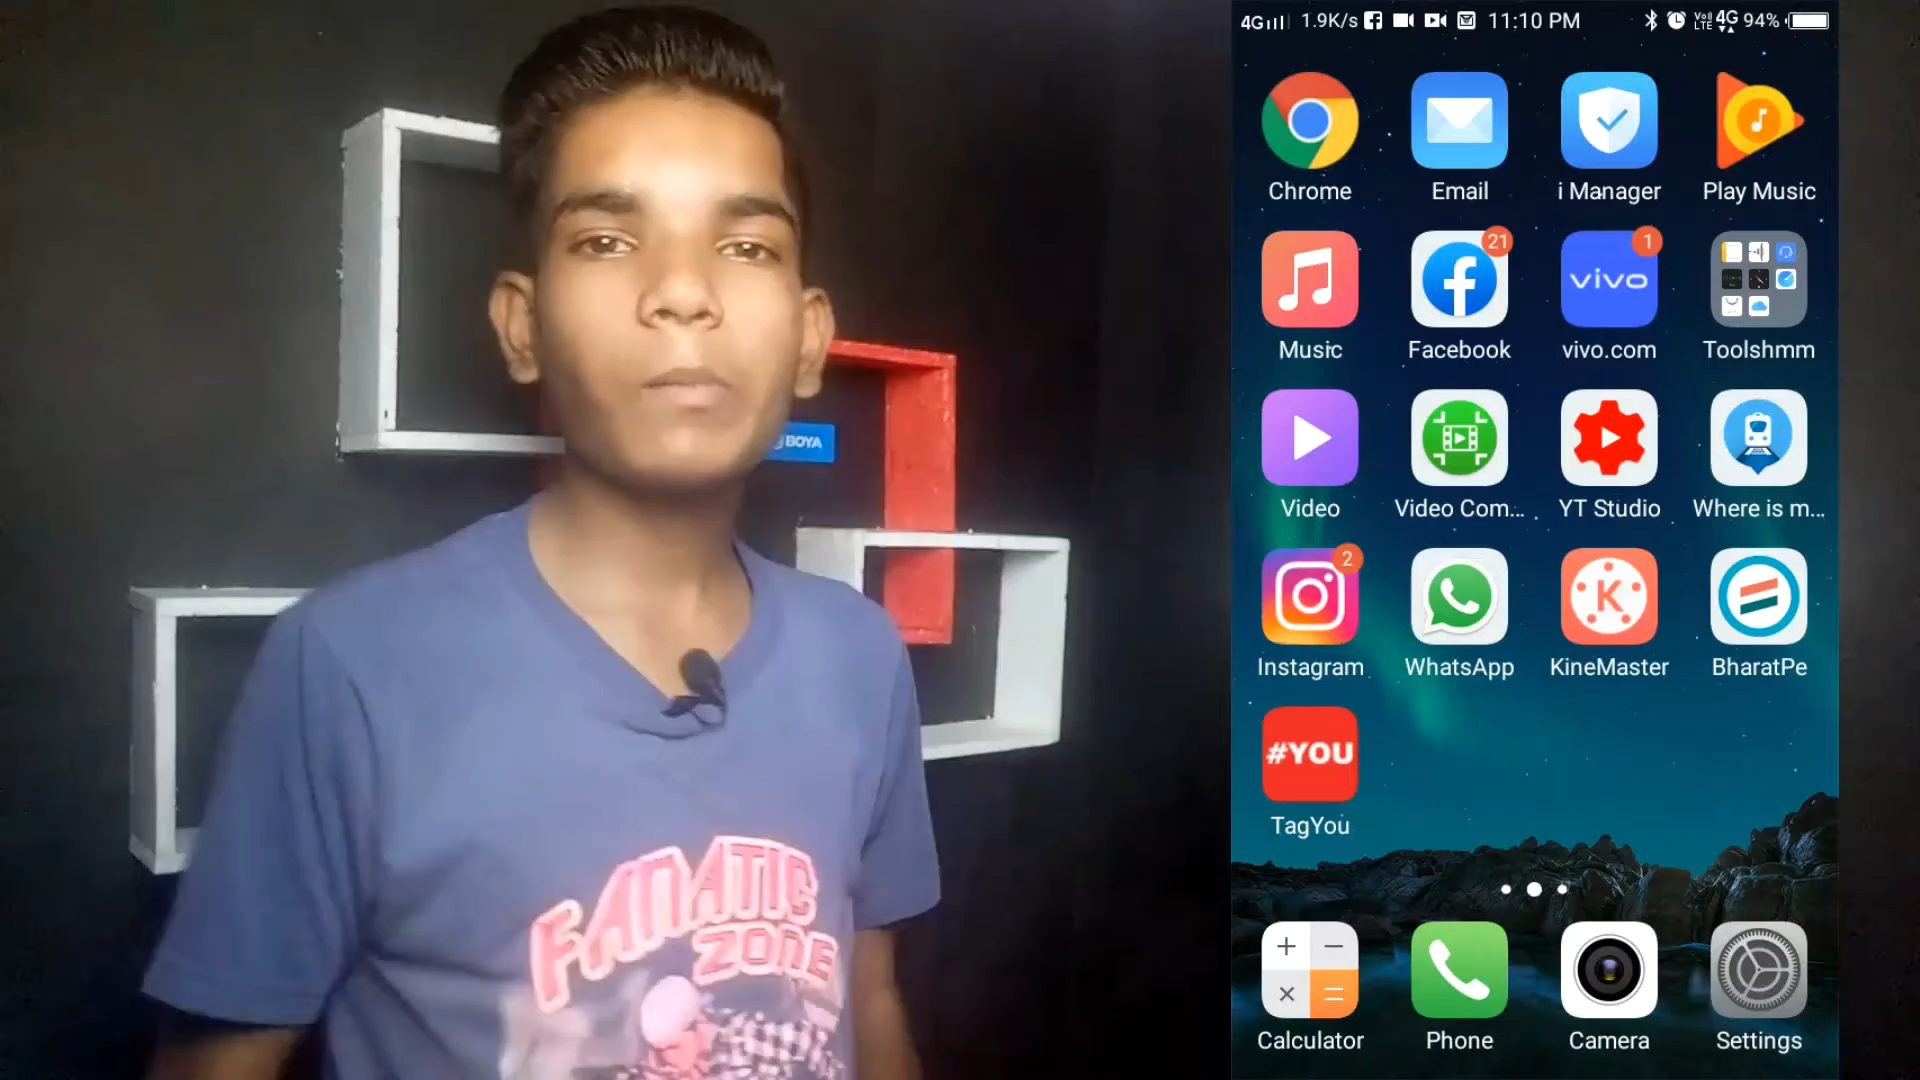 4G 1.9K/s 11:10 PM VoLTE 4G 94%
Chrome Email i Manager Play Music
21 1
vivo
Music Facebook vivo.com Toolshmm
Video Video Com... YT Studio Where is m...
2
K
Instagram WhatsApp KineMaster BharatPe
#YOU
TagYou
+ −
× =
Calculator Phone Camera Settings
BOYA
FANATIC
ZONE